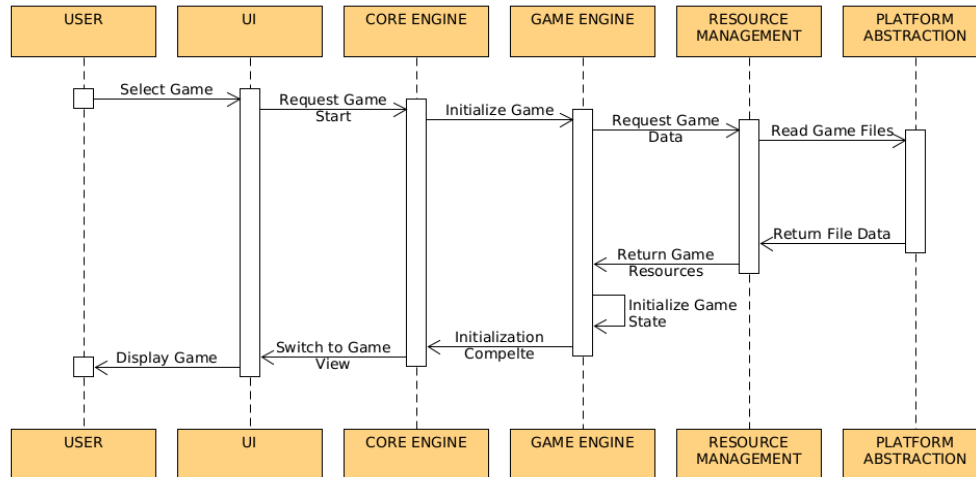 USER
UI
CORE ENGINE
GAME ENGINE
RESOURCE
MANAGEMENT
PLATFORM
ABSTRACTION
Select Game
Request Game
Start
Initialize Game
Request Game
Data
Read Game Files
Return File Data
Return Game
Resources
Initialize Game
State
Initialization
Compelte
Switch to Game
View
Display Game
USER
UI
CORE ENGINE
GAME ENGINE
RESOURCE
MANAGEMENT
PLATFORM
ABSTRACTION